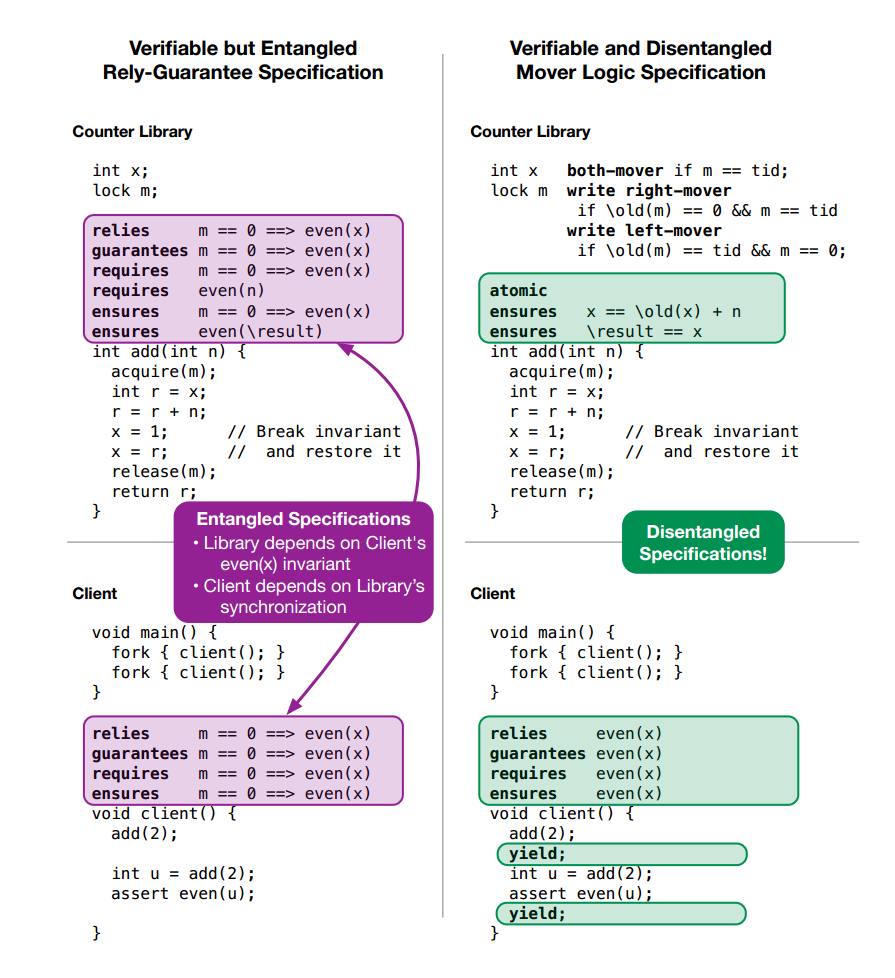 Verifiable but Entangled
Rely-Guarantee Specification
Counter Library
int x;
lock m;
relies m == 0 ==> even(x)
guarantees m == 0 ==> even(x)
requires m == 0 ==> even(x)
requires even(n)
ensures m == 0 ==> even(x)
ensures even(\result)
int add(int n) {
acquire(m);
int r = x;
r = r + n;
x = 1; // Break invariant
x = r; // and restore it
release(m);
return r;
}
Entangled Specifications
• Library depends on Client's
even(x) invariant
• Client depends on Library’s
synchronization
Client
void main() {
fork { client(); }
fork { client(); }
}
relies m == 0 ==> even(x)
guarantees m == 0 ==> even(x)
requires m == 0 ==> even(x)
ensures m == 0 ==> even(x)
void client() {
add(2);
int u = add(2);
assert even(u);
}
Verifiable and Disentangled
Mover Logic Specification
Counter Library
int x both-mover if m == tid;
lock m write right-mover
if \old(m) == 0 && m == tid
write left-mover
if \old(m) == tid && m == 0;
atomic
ensures x == \old(x) + n
ensures \result == x
int add(int n) {
acquire(m);
int r = x;
r = r + n;
x = 1; // Break invariant
x = r; // and restore it
release(m);
return r;
}
Disentangled
Specifications!
Client
void main() {
fork { client(); }
fork { client(); }
}
relies even(x)
guarantees even(x)
requires even(x)
ensures even(x)
void client() {
add(2);
yield;
int u = add(2);
assert even(u);
yield;
}